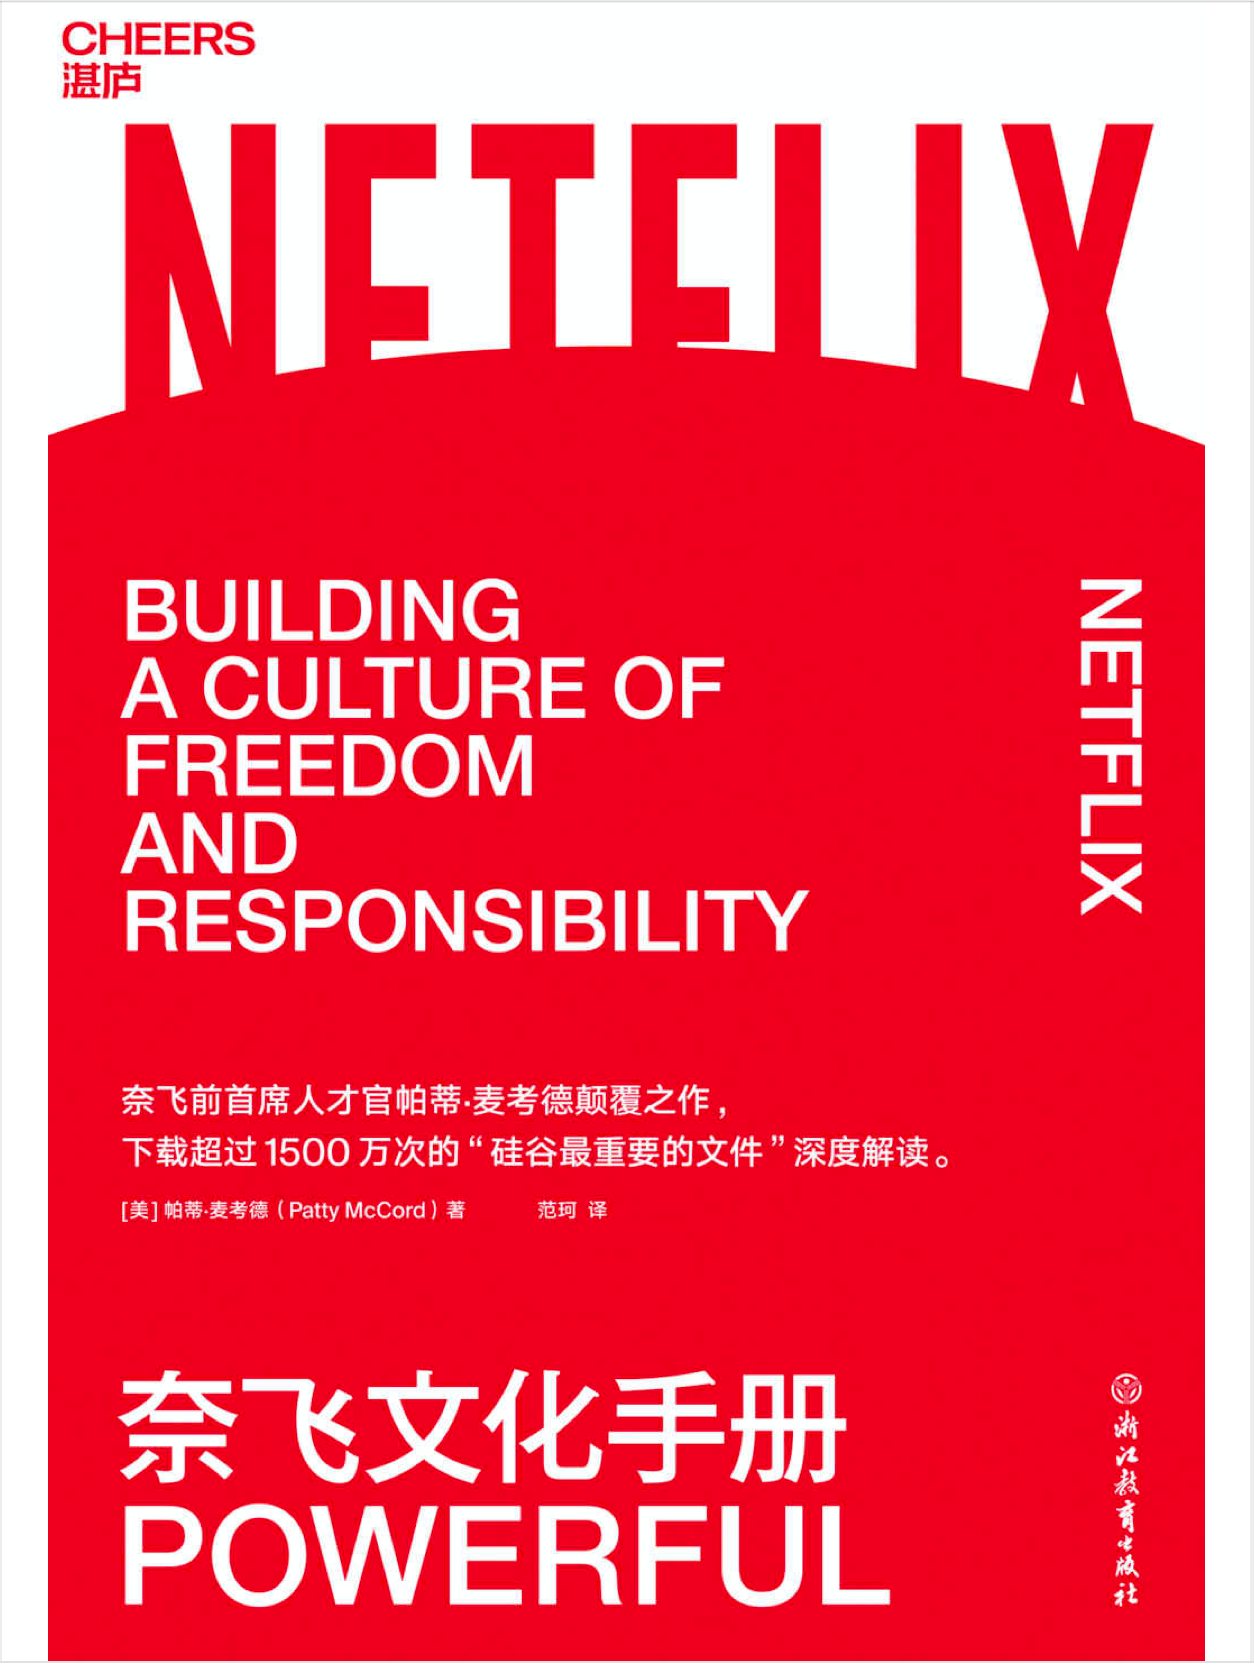 CHEERS
湛庐
NETFLIX
BUILDING
A CULTURE OF
FREEDOM
AND
RESPONSIBILITY
NETFLIX
奈飞前首席人才官帕蒂·麦考德颠覆之作，
下载超过1500万次的“硅谷最重要的文件”深度解读。
[美] 帕蒂·麦考德（Patty McCord）著 范珂 译
奈飞文化手册
POWERFUL
浙江教育出版社